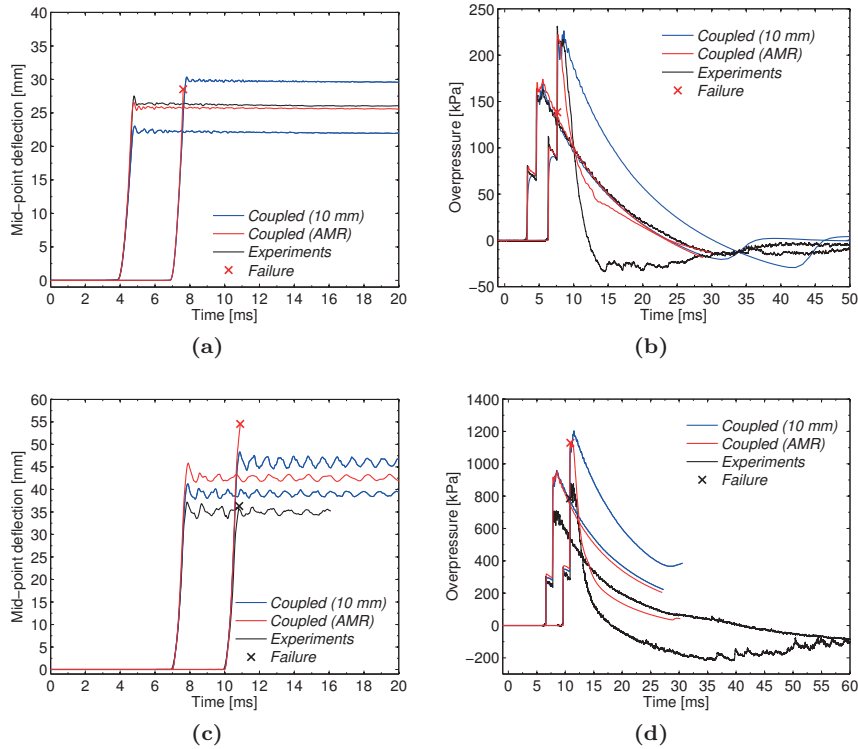 Mid−point deflection [mm]
40
35
30
25
20
15
10
5
0
Coupled (10 mm)
Coupled (AMR)
Experiments
Failure
0 2 4 6 8 10 12 14 16 18 20
Time [ms]
(a)
Overpressure [kPa]
250
200
150
100
50
0
−50
Coupled (10 mm)
Coupled (AMR)
Experiments
Failure
0 5 10 15 20 25 30 35 40 45 50
Time [ms]
(b)
Mid−point deflection [mm]
60
55
50
45
40
35
30
25
20
15
10
5
0
Coupled (10 mm)
Coupled (AMR)
Experiments
Failure
0 2 4 6 8 10 12 14 16 18 20
Time [ms]
(c)
Overpressure [kPa]
1400
1200
1000
800
600
400
200
0
−200
Coupled (10 mm)
Coupled (AMR)
Experiments
Failure
0 5 10 15 20 25 30 35 40 45 50 55 60
Time [ms]
(d)